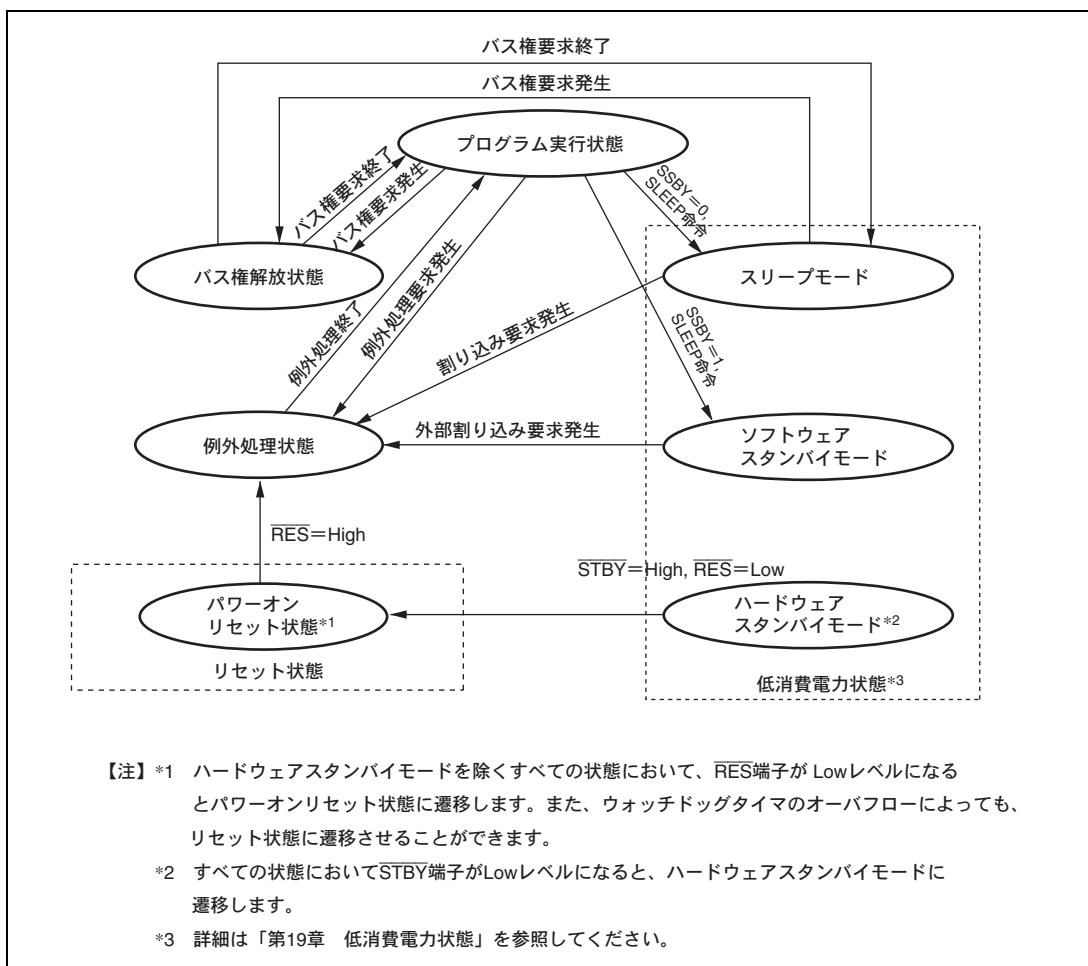 バス権要求終了
バス権要求発生
プログラム実行状態
バス権要求終了
バス権要求発生
SSBY＝0,
SLEEP命令
バス権解放状態
スリープモード
例外処理終了
例外処理要求発生
割り込み要求発生
SSBY＝1,
SLEEP命令
例外処理状態
外部割り込み要求発生
ソフトウェア
スタンバイモード
R̅E̅S̅＝High
S̅T̅B̅Y̅＝High, R̅E̅S̅＝Low
パワーオン
リセット状態*1
ハードウェア
スタンバイモード*2
リセット状態
低消費電力状態*3
【注】*1　ハードウェアスタンバイモードを除くすべての状態において、R̅E̅S̅端子が Lowレベルになる
とパワーオンリセット状態に遷移します。また、ウォッチドッグタイマのオーバフローによっても、
リセット状態に遷移させることができます。
*2　すべての状態においてS̅T̅B̅Y̅端子がLowレベルになると、ハードウェアスタンバイモードに
遷移します。
*3　詳細は「第19章　低消費電力状態」を参照してください。